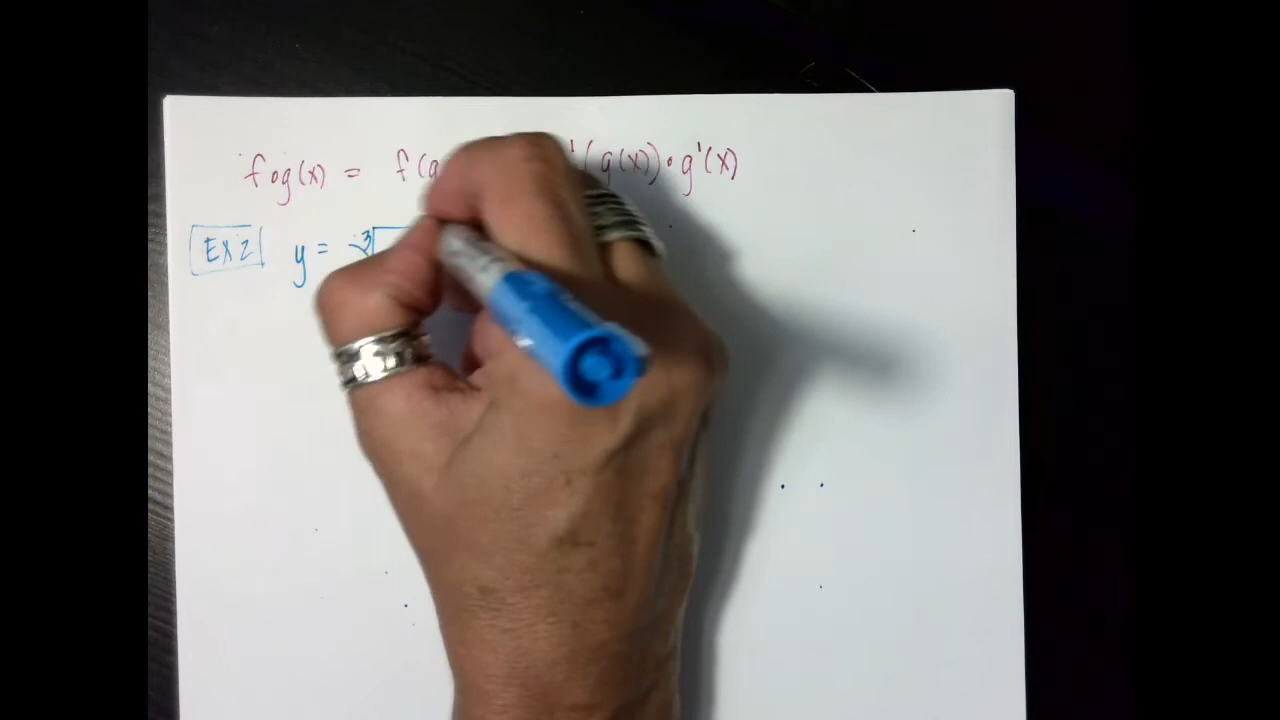 f∘g(x) = f(g '(g(x))·g'(x)
EX 2 y = ∛